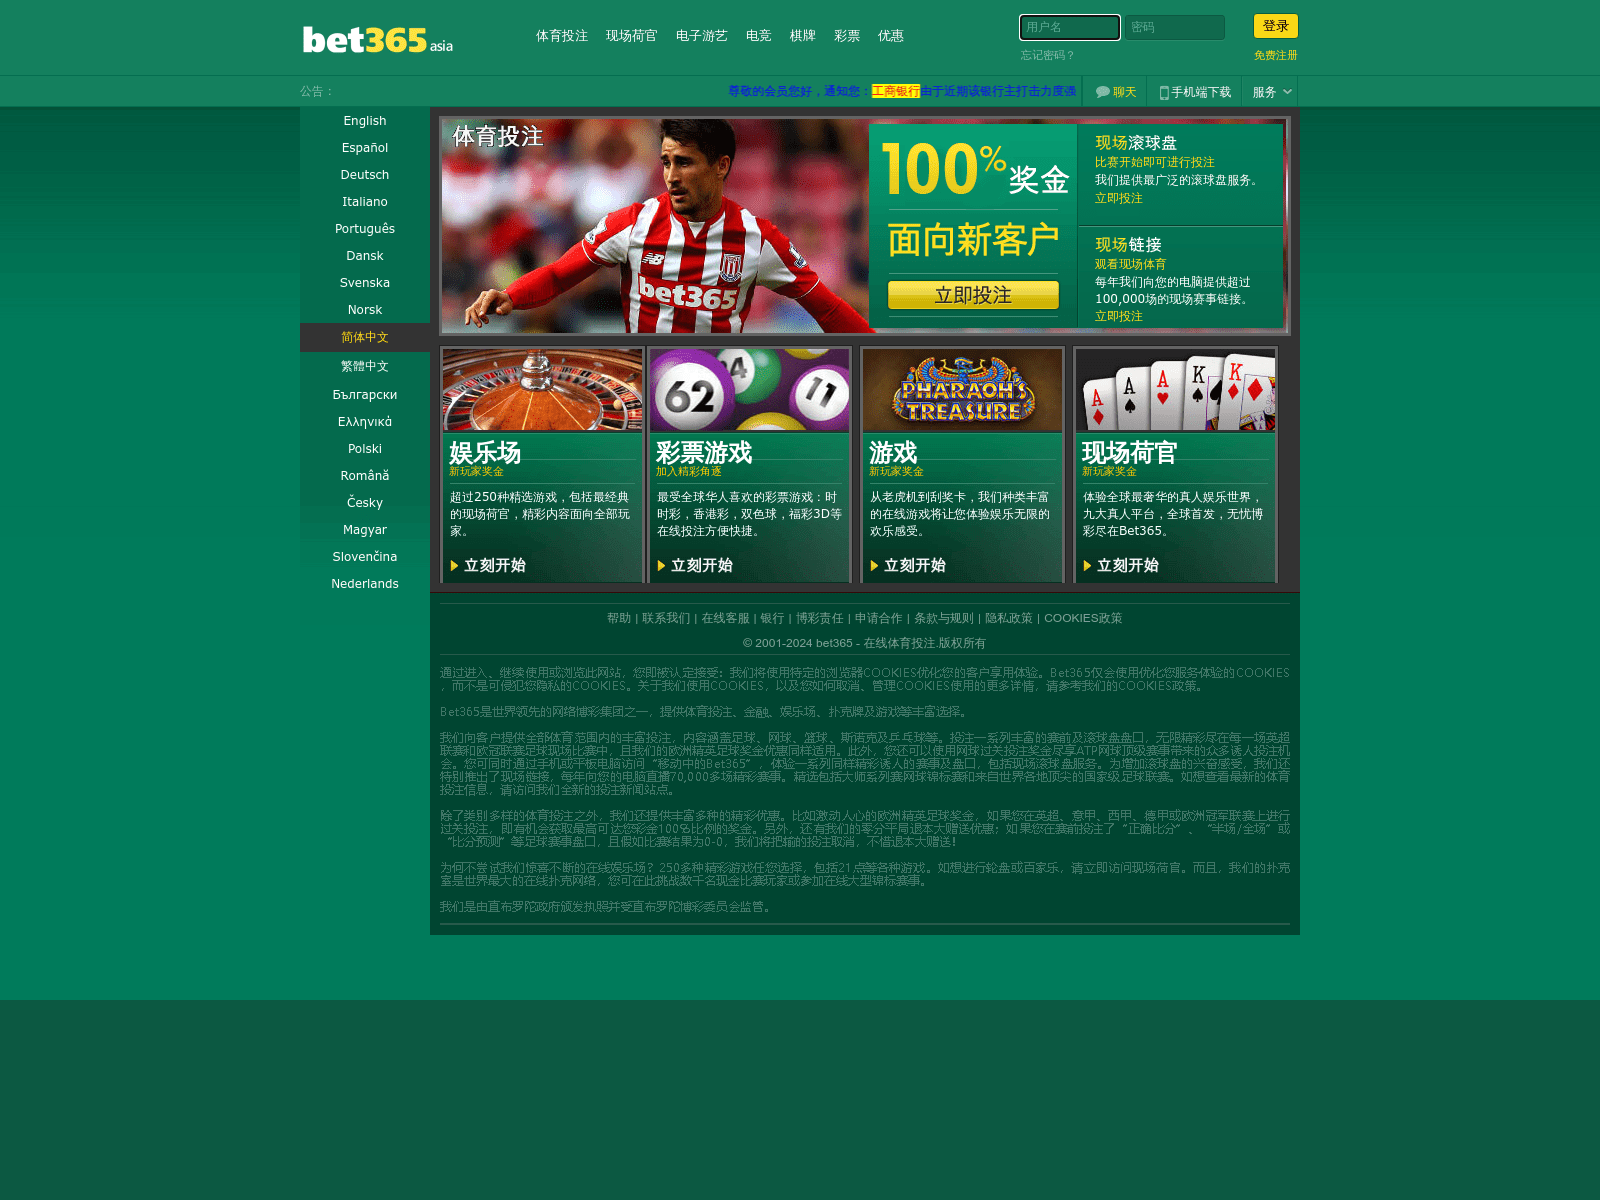 bet365 asia
体育投注 现场荷官 电子游艺 电竞 棋牌 彩票 优惠
用户名 密码 登录
忘记密码？ 免费注册
公告： 尊敬的会员您好，通知您：工商银行由于近期该银行主打击力度强
聊天 手机端下载 服务
English
Español
Deutsch
Italiano
Português
Dansk
Svenska
Norsk
简体中文
繁體中文
Български
Ελληνικά
Polski
Română
Česky
Magyar
Slovenčina
Nederlands
体育投注
bet365
100% 奖金
面向新客户
立即投注
现场滚球盘
比赛开始即可进行投注
我们提供最广泛的滚球盘服务。
立即投注
现场链接
观看现场体育
每年我们向您的电脑提供超过
100,000场的现场赛事链接。
立即投注
娱乐场
新玩家奖金
超过250种精选游戏，包括最经典
的现场荷官，精彩内容面向全部玩
家。
立刻开始
62 24 11
彩票游戏
加入精彩角逐
最受全球华人喜欢的彩票游戏：时
时彩，香港彩，双色球，福彩3D等
在线投注方便快捷。
立刻开始
PHARAOH'S
TREASURE
游戏
新玩家奖金
从老虎机到刮奖卡，我们种类丰富
的在线游戏将让您体验娱乐无限的
欢乐感受。
立刻开始
A A A K K
现场荷官
新玩家奖金
体验全球最奢华的真人娱乐世界，
九大真人平台，全球首发，无忧博
彩尽在Bet365。
立刻开始
帮助 | 联系我们 | 在线客服 | 银行 | 博彩责任 | 申请合作 | 条款与规则 | 隐私政策 | COOKIES政策
© 2001-2024 bet365 - 在线体育投注.版权所有
通过进入、继续使用或浏览此网站，您即被认定接受：我们将使用特定的浏览器COOKIES优化您的客户享用体验。Bet365仅会使用优化您服务体验的COOKIES
，而不是可侵犯您隐私的COOKIES。关于我们使用COOKIES，以及您如何取消、管理COOKIES使用的更多详情，请参考我们的COOKIES政策。
Bet365是世界领先的网络博彩集团之一，提供体育投注、金融、娱乐场、扑克牌及游戏等丰富选择。
我们向客户提供全部体育范围内的丰富投注，内容涵盖足球、网球、篮球、斯诺克及乒乓球等。投注一系列丰富的赛前及滚球盘盘口，无限精彩尽在每一场英超
联赛和欧冠联赛足球现场比赛中，且我们的欧洲精英足球奖金优惠同样适用。此外，您还可以使用网球过关投注奖金尽享ATP网球顶级赛事带来的众多诱人投注机
会。您可同时通过手机或平板电脑访问“移动中的Bet365”，体验一系列同样精彩诱人的赛事及盘口，包括现场滚球盘服务。为增加滚球盘的兴奋感受，我们还
特别推出了现场链接，每年向您的电脑直播70,000多场精彩赛事。精选包括大师系列赛网球锦标赛和来自世界各地顶尖的国家级足球联赛。如想查看最新的体育
投注信息，请访问我们全新的投注新闻站点。
除了类别多样的体育投注之外，我们还提供丰富多种的精彩优惠。比如激动人心的欧洲精英足球奖金，如果您在英超、意甲、西甲、德甲或欧洲冠军联赛上进行
过关投注，即有机会获取最高可达您彩金100%比例的奖金。另外，还有我们的零分平局退本大赠送优惠；如果您在赛前投注了“正确比分”、“半场/全场”或
“比分预测”等足球赛事盘口，且假如比赛结果为0-0，我们将把输的投注取消，不惜退本大赠送！
为何不尝试我们惊喜不断的在线娱乐场？250多种精彩游戏任您选择，包括21点等各种游戏。如想进行轮盘或百家乐，请立即访问现场荷官。而且，我们的扑克
室是世界最大的在线扑克网络，您可在此挑战数千名现金比赛玩家或参加在线大型锦标赛事。
我们是由直布罗陀政府颁发执照并受直布罗陀博彩委员会监管。